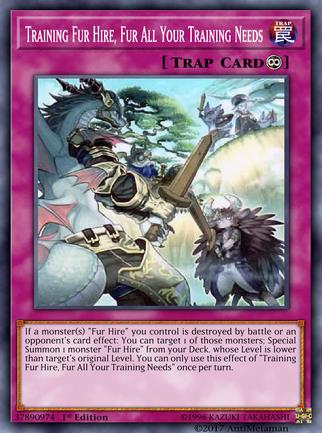 Training Fur Hire, Fur All Your Training Needs
TRAP
罠
[Trap Card]
If a monster(s) "Fur Hire" you control is destroyed by battle or an
opponent's card effect: You can target 1 of those monsters; Special
Summon 1 monster "Fur Hire" from your Deck. whose Level is lower
than target's original Level. You can only use this effect of "Training
Fur Hire, Fur All Your Training Needs" once per turn.
37890974 1st Edition ©1996 KAZUKI TAKAHASHI
©2017 AntiMetaman